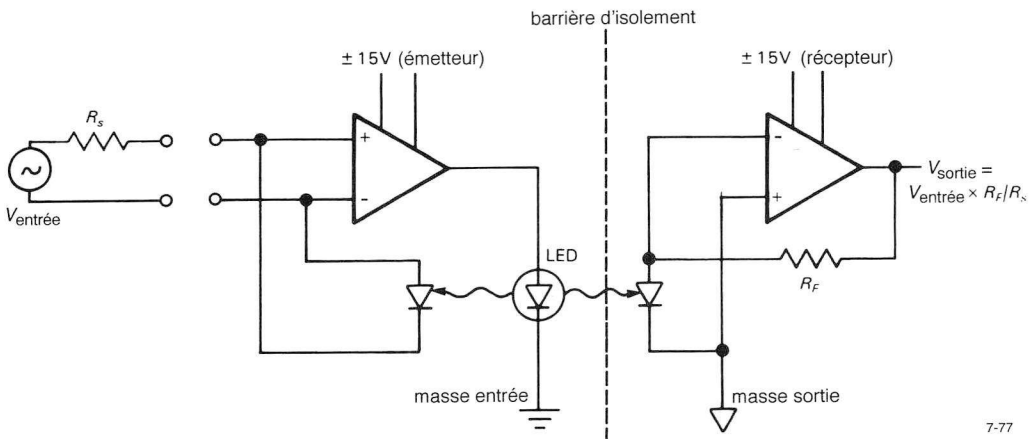 barrière d'isolement
± 15V (émetteur)
± 15V (récepteur)
R_s
+
-
V_entrée
-
+
V_sortie =
V_entrée × R_F/R_s
LED
R_F
masse entrée
masse sortie
7-77